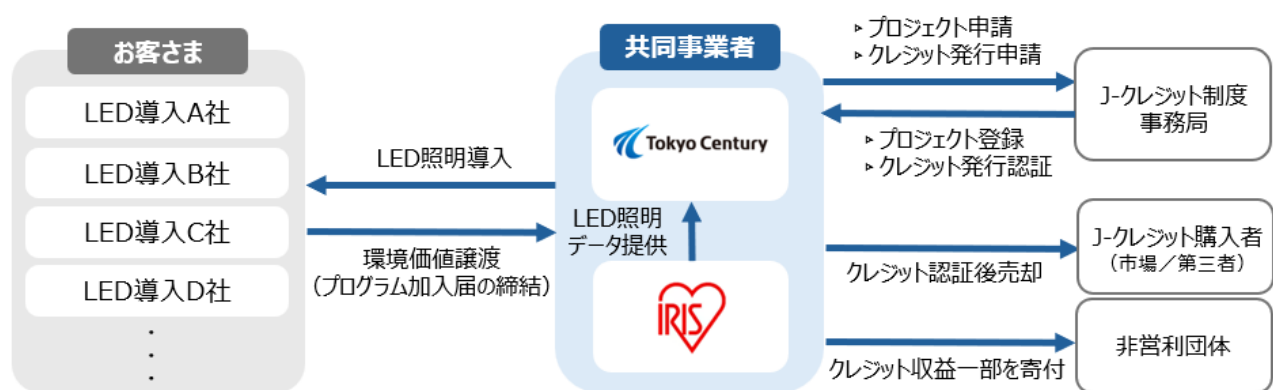 お客さま
LED導入A社
LED導入B社
LED導入C社
LED導入D社
・
・
・
LED照明導入
環境価値譲渡
（プログラム加入届の締結）
共同事業者
Tokyo Century
LED照明
データ提供
IRIS
▸プロジェクト申請
▸クレジット発行申請
▸プロジェクト登録
▸クレジット発行認証
J-クレジット制度
事務局
クレジット認証後売却
J-クレジット購入者
（市場／第三者）
クレジット収益一部を寄付
非営利団体